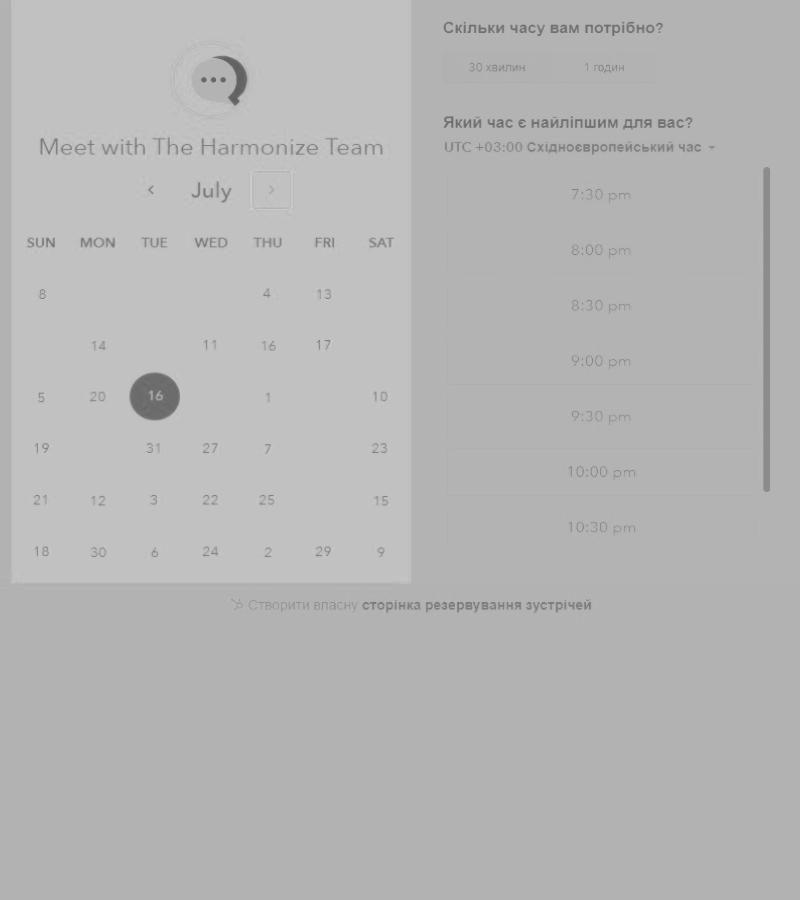 Meet with The Harmonize Team
July
SUN MON TUE WED THU FRI SAT
8 4 13
14 11 16 17
5 20 16 1 10
19 31 27 7 23
21 12 3 22 25 15
18 30 6 24 2 29 9
Скільки часу вам потрібно?
30 хвилин 1 годин
Який час є найліпшим для вас?
UTC +03:00 Східноєвропейський час
7:30 pm
8:00 pm
8:30 pm
9:00 pm
9:30 pm
10:00 pm
10:30 pm
Створити власну сторінка резервування зустрічей